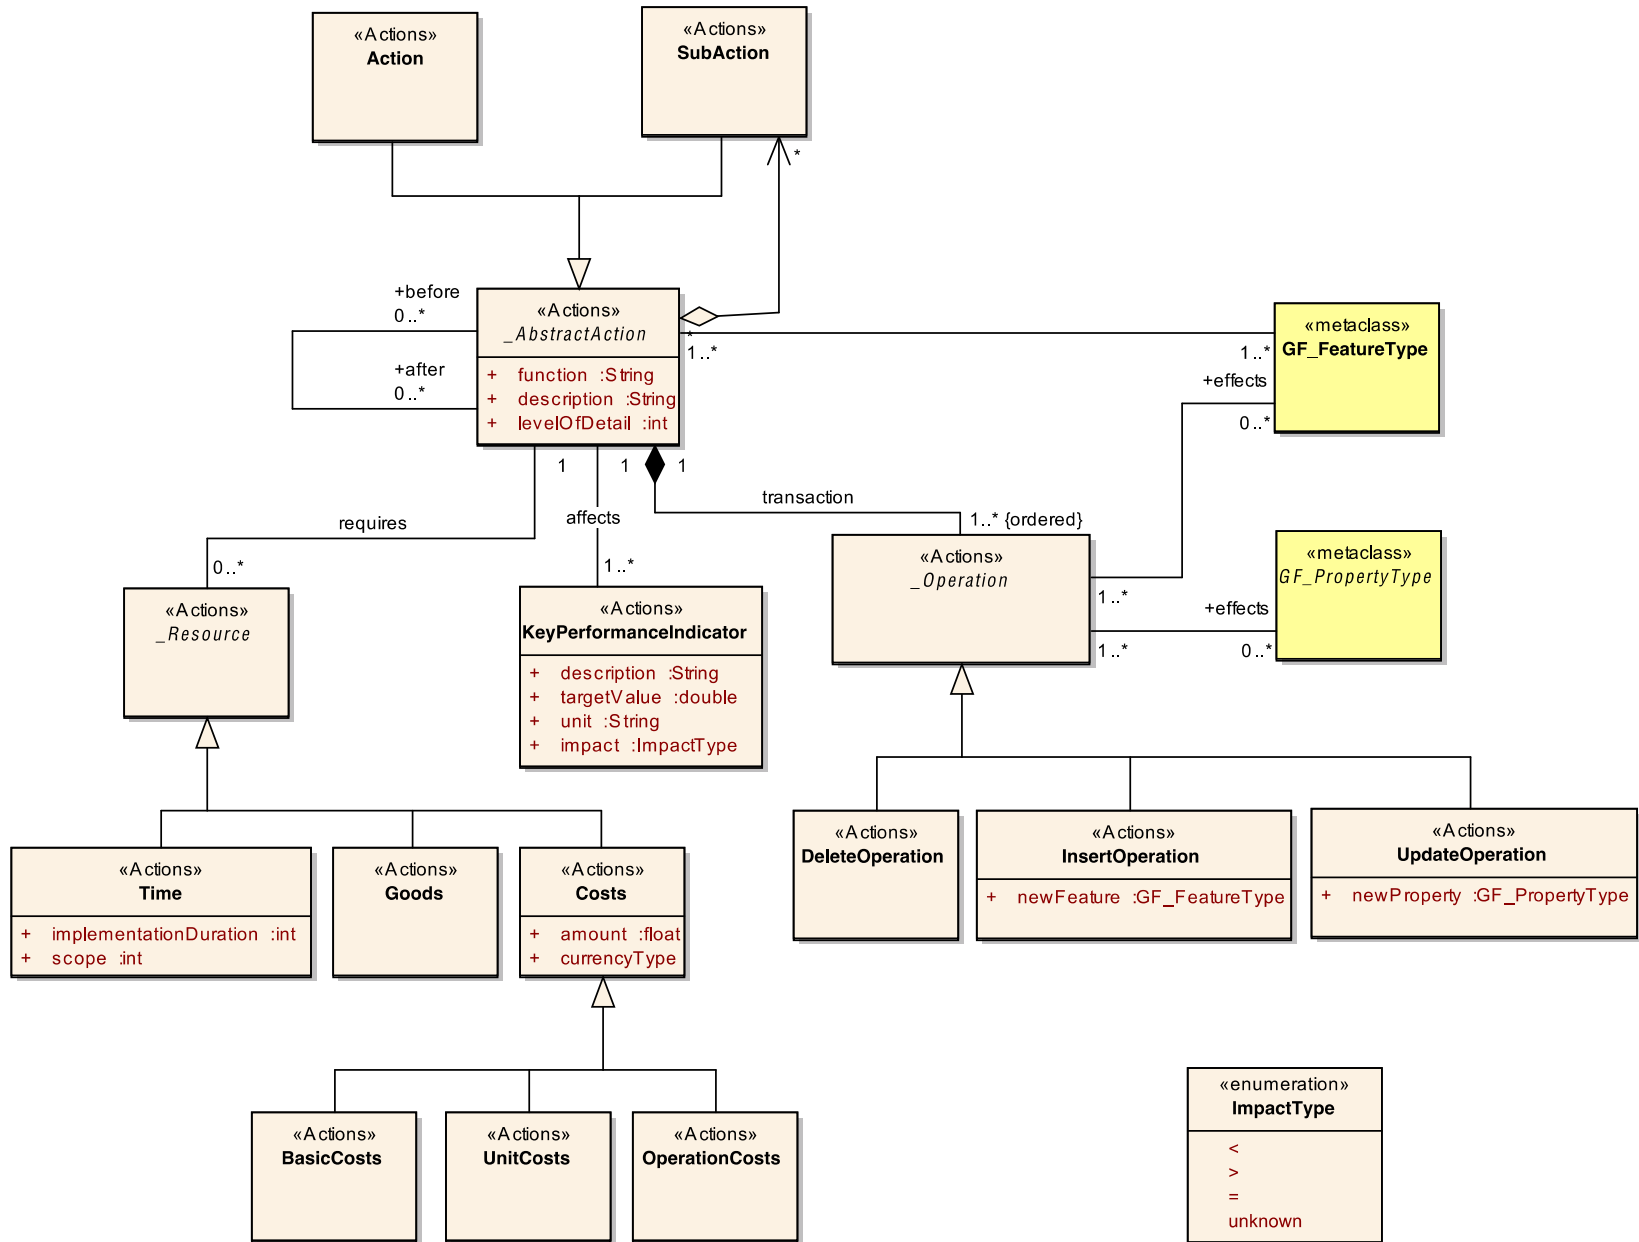 «Actions»
Action
«Actions»
SubAction
*
+before
0..*
+after
0..*
«Actions»
_AbstractAction
+ function :String
+ description :String
+ levelOfDetail :int
*
1..*
1..*
«metaclass»
GF_FeatureType
+effects
0..*
1
1
1
requires
affects
transaction
0..*
1..*
1..* {ordered}
«Actions»
_Resource
«Actions»
KeyPerformanceIndicator
+ description :String
+ targetValue :double
+ unit :String
+ impact :ImpactType
«Actions»
_Operation
1..*
1..*
+effects
0..*
«metaclass»
GF_PropertyType
«Actions»
Time
+ implementationDuration :int
+ scope :int
«Actions»
Goods
«Actions»
Costs
+ amount :float
+ currencyType
«Actions»
DeleteOperation
«Actions»
InsertOperation
+ newFeature :GF_FeatureType
«Actions»
UpdateOperation
+ newProperty :GF_PropertyType
«Actions»
BasicCosts
«Actions»
UnitCosts
«Actions»
OperationCosts
«enumeration»
ImpactType
<
>
=
unknown